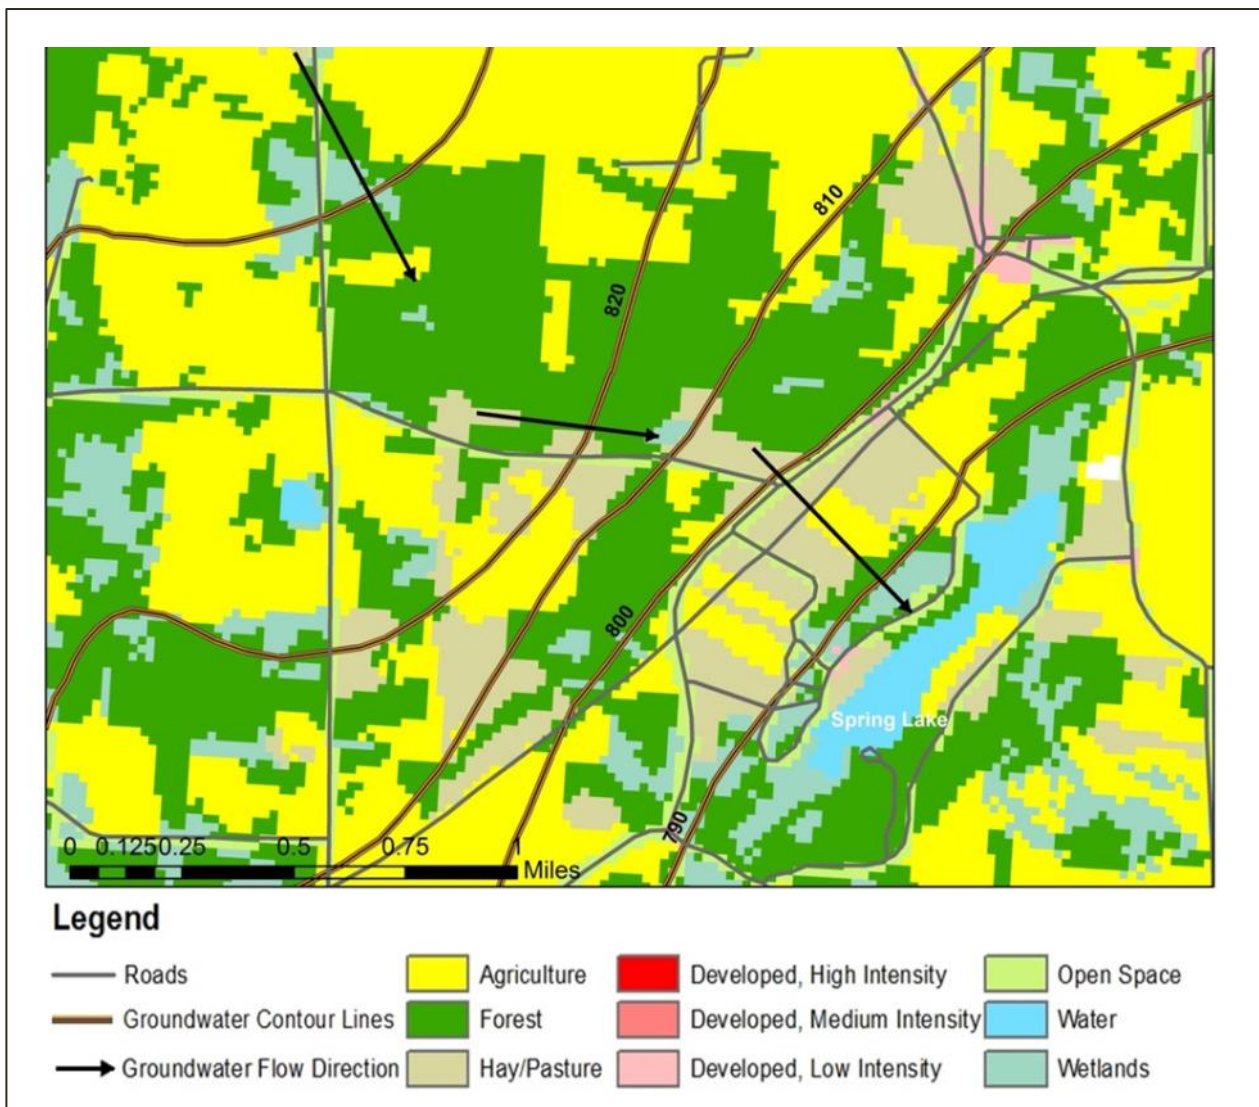 810
820
800
Spring Lake
790
0 0.125 0.25 0.5 0.75 1
Miles
Legend
Roads
Groundwater Contour Lines
Groundwater Flow Direction
Agriculture
Forest
Hay/Pasture
Developed, High Intensity
Developed, Medium Intensity
Developed, Low Intensity
Open Space
Water
Wetlands